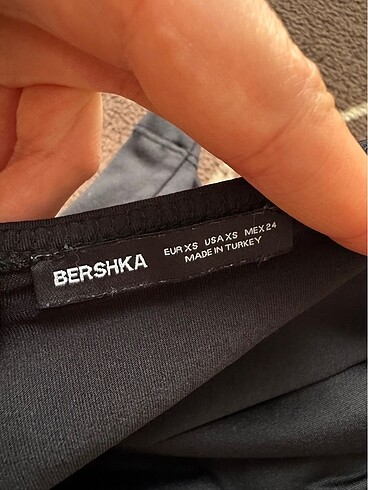 BERSHKA
EUR XS USA XS MEX 24
MADE IN TURKEY